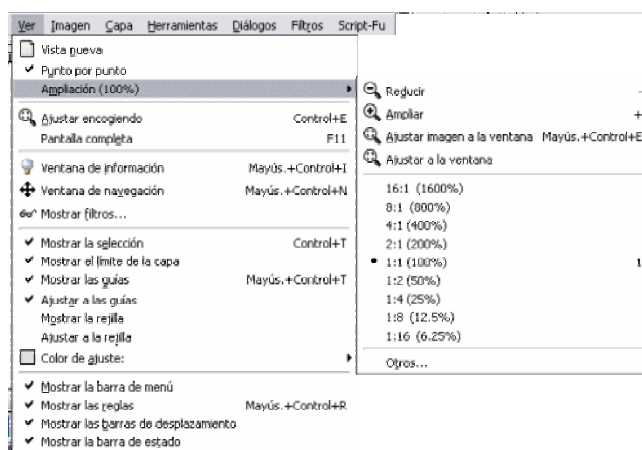 Ver Imagen Capa Herramientas Diálogos Filtros Script-Fu
Vista nueva
Punto por punto
Ampliación (100%)
Ajustar encogiendo Control+E
Pantalla completa F11
Ventana de información Mayús.+Control+I
Ventana de navegación Mayús.+Control+N
Mostrar filtros...
Mostrar la selección Control+T
Mostrar el límite de la capa
Mostrar las guías Mayús.+Control+T
Ajustar a las guías
Mostrar la rejilla
Ajustar a la rejilla
Color de ajuste:
Mostrar la barra de menú
Mostrar las reglas Mayús.+Control+R
Mostrar las barras de desplazamiento
Mostrar la barra de estado
Reducir -
Ampliar +
Ajustar imagen a la ventana Mayús.+Control+E
Ajustar a la ventana
16:1 (1600%)
8:1 (800%)
4:1 (400%)
2:1 (200%)
1:1 (100%) 1
1:2 (50%)
1:4 (25%)
1:8 (12.5%)
1:16 (6.25%)
Otros...